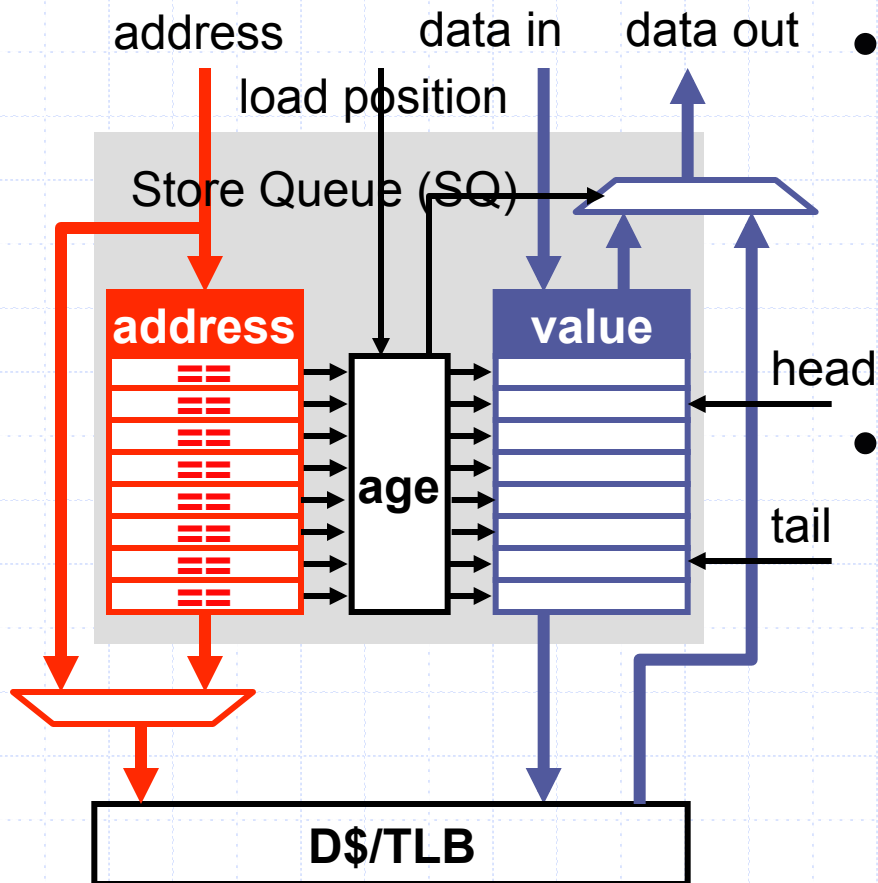 address
data in
data out
load position
Store Queue (SQ)
address
value
==
==
==
==
==
==
==
==
age
head
tail
D$/TLB
•
•